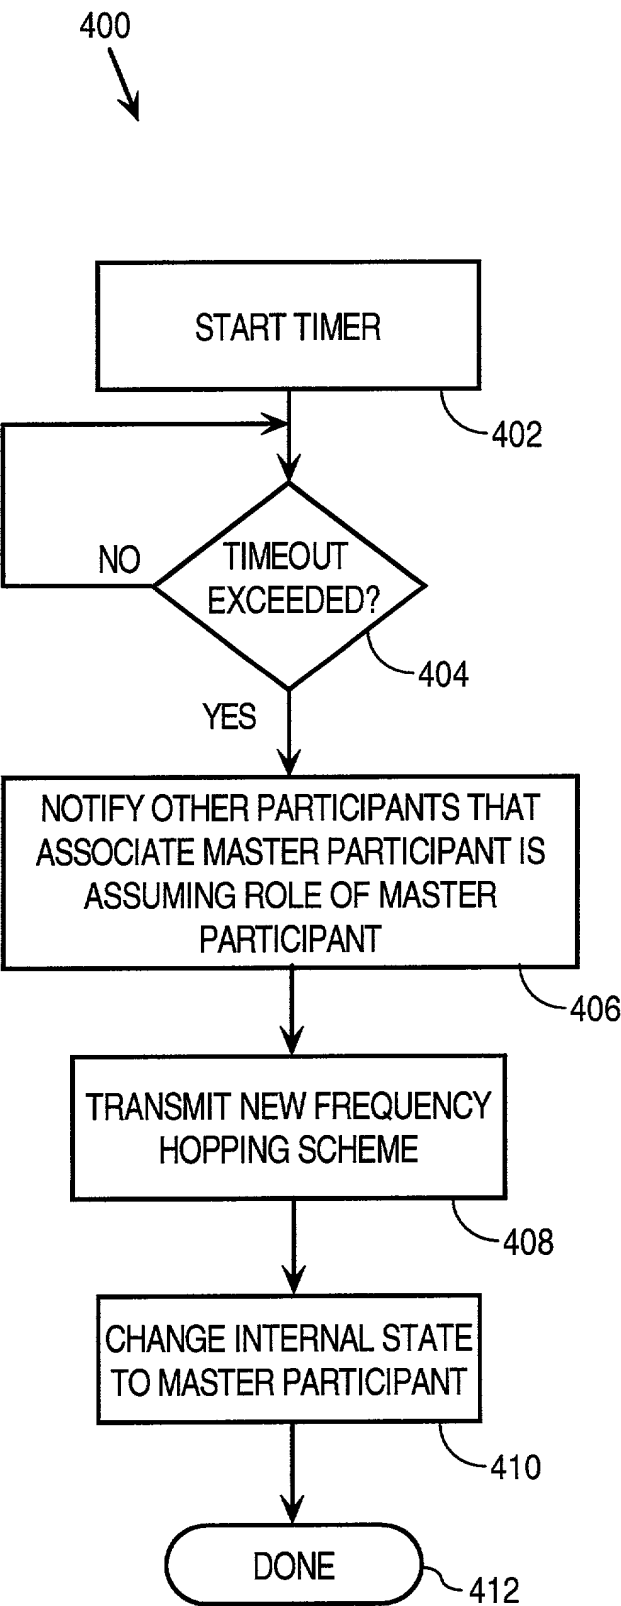 400
START TIMER
402
TIMEOUT
EXCEEDED?
NO
404
YES
NOTIFY OTHER PARTICIPANTS THAT
ASSOCIATE MASTER PARTICIPANT IS
ASSUMING ROLE OF MASTER
PARTICIPANT
406
TRANSMIT NEW FREQUENCY
HOPPING SCHEME
408
CHANGE INTERNAL STATE
TO MASTER PARTICIPANT
410
DONE
412